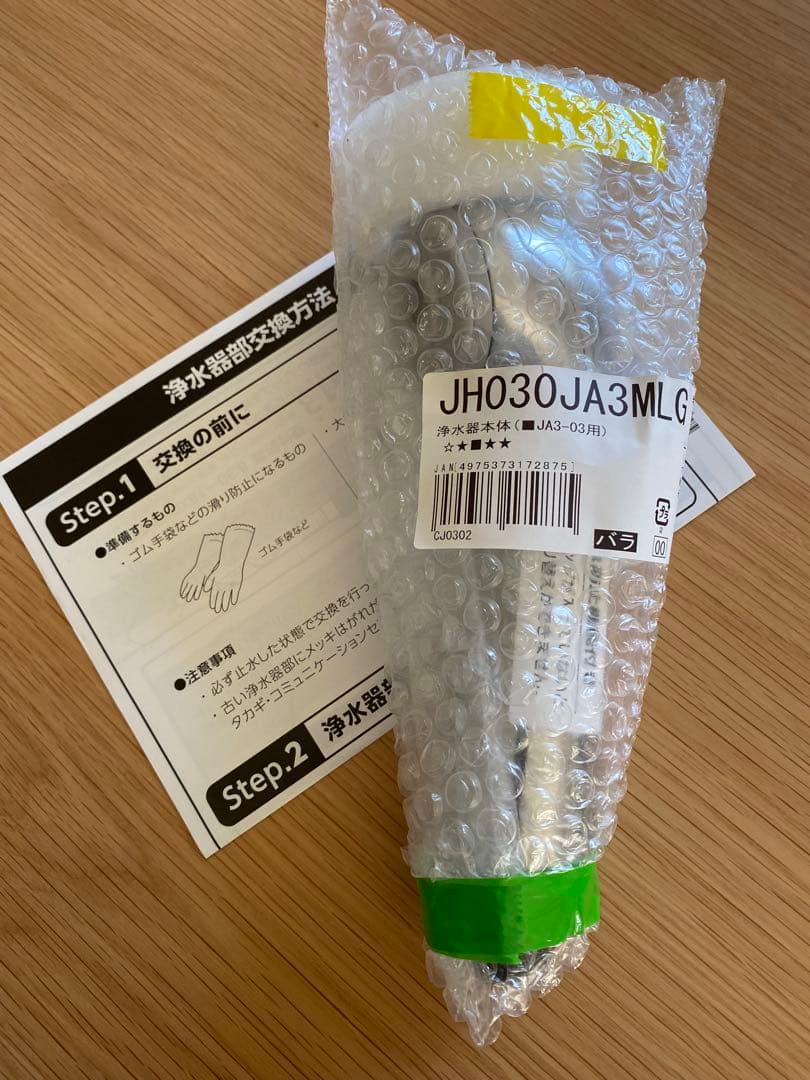 浄水器部交換方法
Step.1 交換の前に
●準備するもの
・ゴム手袋などの滑り防止になるもの
ゴム手袋など
・大
●注意事項
・必ず止水した状態で交換を行っ
・古い浄水器部にメッキはがれが
タカギ・コミュニケーションセ
Step.2 浄水器
JH030JA3MLG
浄水器本体(■JA3-03用)
☆★■★★
JAN[4975373172875]
CJ0302
バラ
プラ
00